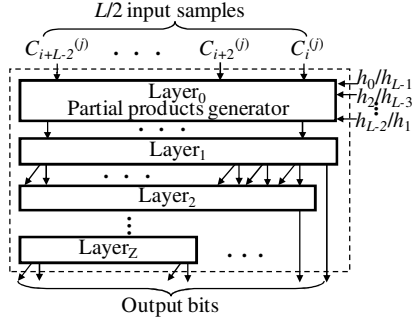 L/2 input samples
C_{i+L-2}^{(j)} . . . C_{i+2}^{(j)} C_i^{(j)}
Layer_0
h_0/h_{L-1}
Partial products generator
h_2/h_{L-3}
h_{L-2}/h_1
. . .
Layer_1
. . .
Layer_2
Layer_Z . . .
Output bits